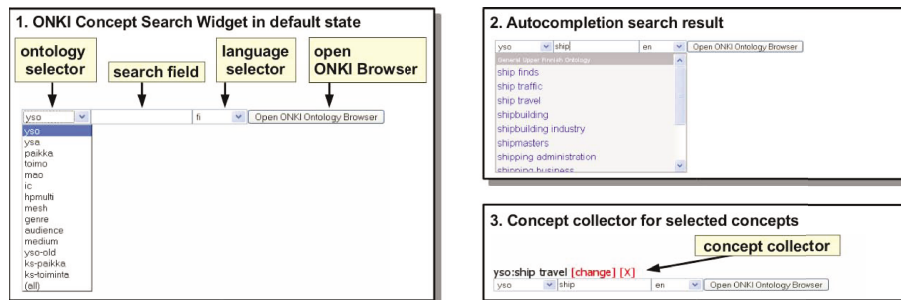 1. ONKI Concept Search Widget in default state
ontology selector
search field
language selector
open ONKI Browser
yso fi Open ONKI Ontology Browser
yso
ysa
paikka
toimo
mao
ic
hpmulti
mesh
genre
audience
medium
yso-old
ks-paikka
ks-toiminta
(all)
2. Autocompletion search result
yso ship en Open ONKI Ontology Browser
General Upper Finnish Ontology
ship finds
ship traffic
ship travel
shipbuilding
shipbuilding industry
shipmasters
shipping administration
shipping business
3. Concept collector for selected concepts
concept collector
yso:ship travel [change] [X]
yso ship en Open ONKI Ontology Browser